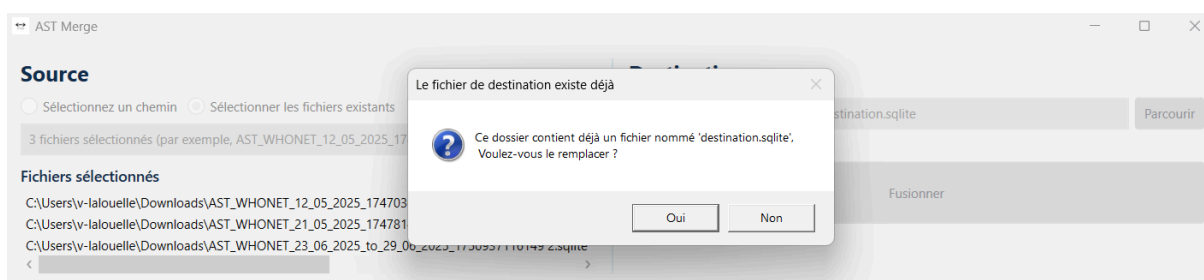 AST Merge
Source
Le fichier de destination existe déjà
Sélectionnez un chemin Sélectionner les fichiers existants
stination.sqlite Parcourir
3 fichiers sélectionnés (par exemple, AST_WHONET_12_05_2025_17
Ce dossier contient déjà un fichier nommé 'destination.sqlite',
Voulez-vous le remplacer ?
Fichiers sélectionnés
Fusionner
C:\Users\v-lalouelle\Downloads\AST_WHONET_12_05_2025_174703
C:\Users\v-lalouelle\Downloads\AST_WHONET_21_05_2025_174781
Oui Non
C:\Users\v-lalouelle\Downloads\AST_WHONET_23_06_2025_to_29_06_2025_1750937110149 2.sqlite